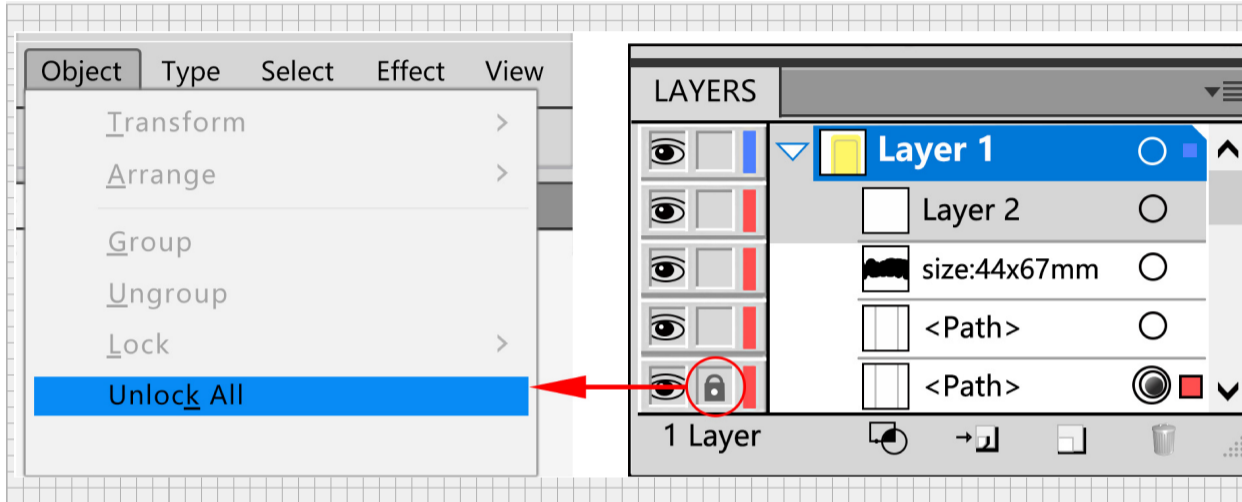 Object Type Select Effect View
Transform
Arrange
Group
Ungroup
Lock
Unlock All
LAYERS
Layer 1
Layer 2
size:44x67mm
<Path>
<Path>
1 Layer